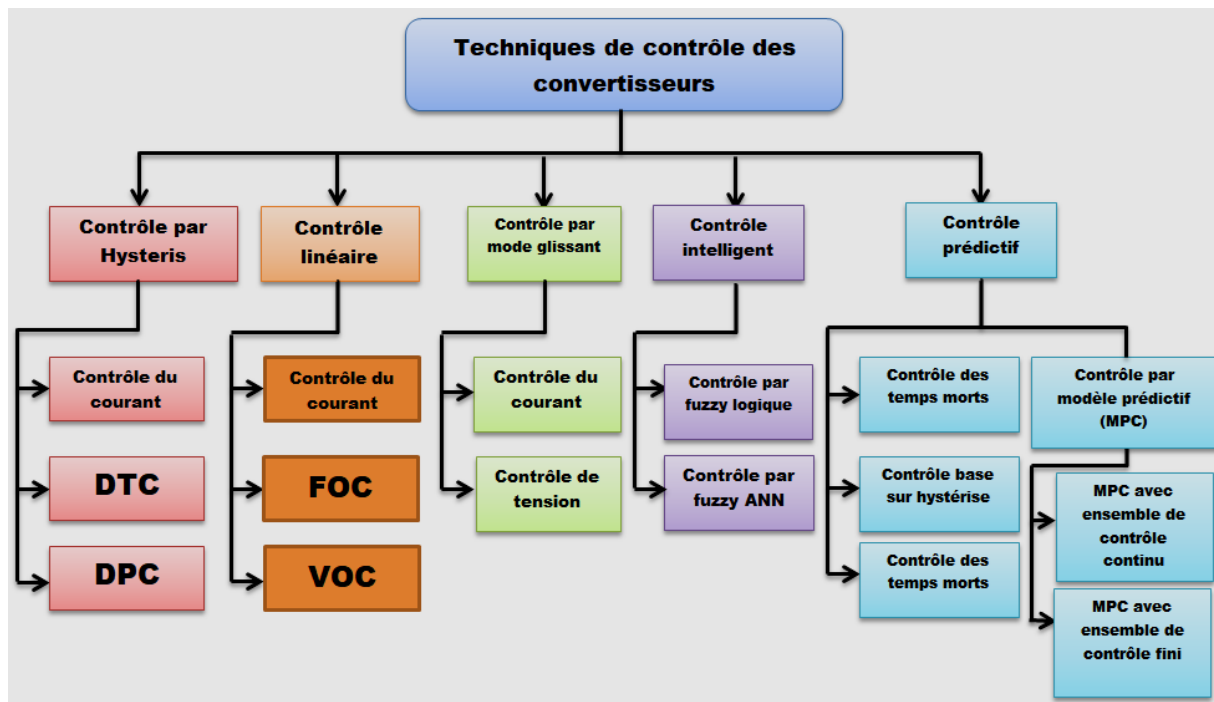 Techniques de contrôle des
convertisseurs
Contrôle par
Hysteris
Contrôle
linéaire
Contrôle par
mode glissant
Contrôle
intelligent
Contrôle
prédictif
Contrôle du
courant
DTC
DPC
Contrôle du
courant
FOC
VOC
Contrôle du
courant
Contrôle de
tension
Contrôle par
fuzzy logique
Contrôle par
fuzzy ANN
Contrôle des
temps morts
Contrôle base
sur hystérise
Contrôle des
temps morts
Contrôle par
modèle prédictif
(MPC)
MPC avec
ensemble de
contrôle
continu
MPC avec
ensemble de
contrôle fini